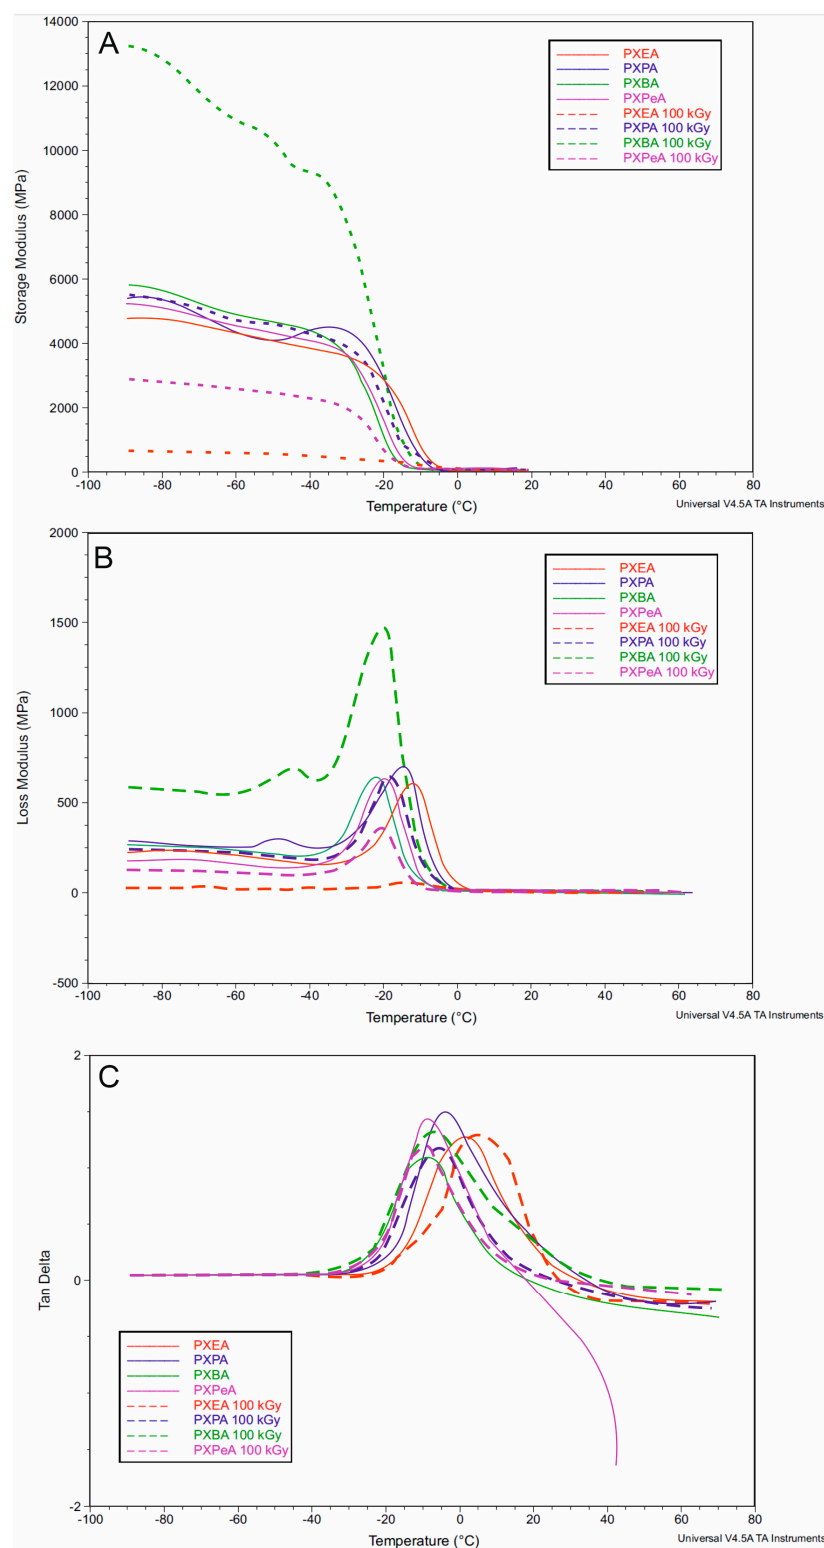 A
14000
12000
10000
8000
6000
4000
2000
0
Storage Modulus (MPa)
PXEA
PXPA
PXBA
PXPeA
PXEA 100 kGy
PXPA 100 kGy
PXBA 100 kGy
PXPeA 100 kGy
-100 -80 -60 -40 -20 0 20 40 60 80
Temperature (°C)
Universal V4.5A TA Instruments
B
2000
1500
1000
500
0
-500
Loss Modulus (MPa)
PXEA
PXPA
PXBA
PXPeA
PXEA 100 kGy
PXPA 100 kGy
PXBA 100 kGy
PXPeA 100 kGy
-100 -80 -60 -40 -20 0 20 40 60 80
Temperature (°C)
Universal V4.5A TA Instruments
C
2
0
-2
Tan Delta
PXEA
PXPA
PXBA
PXPeA
PXEA 100 kGy
PXPA 100 kGy
PXBA 100 kGy
PXPeA 100 kGy
-100 -80 -60 -40 -20 0 20 40 60 80
Temperature (°C)
Universal V4.5A TA Instruments